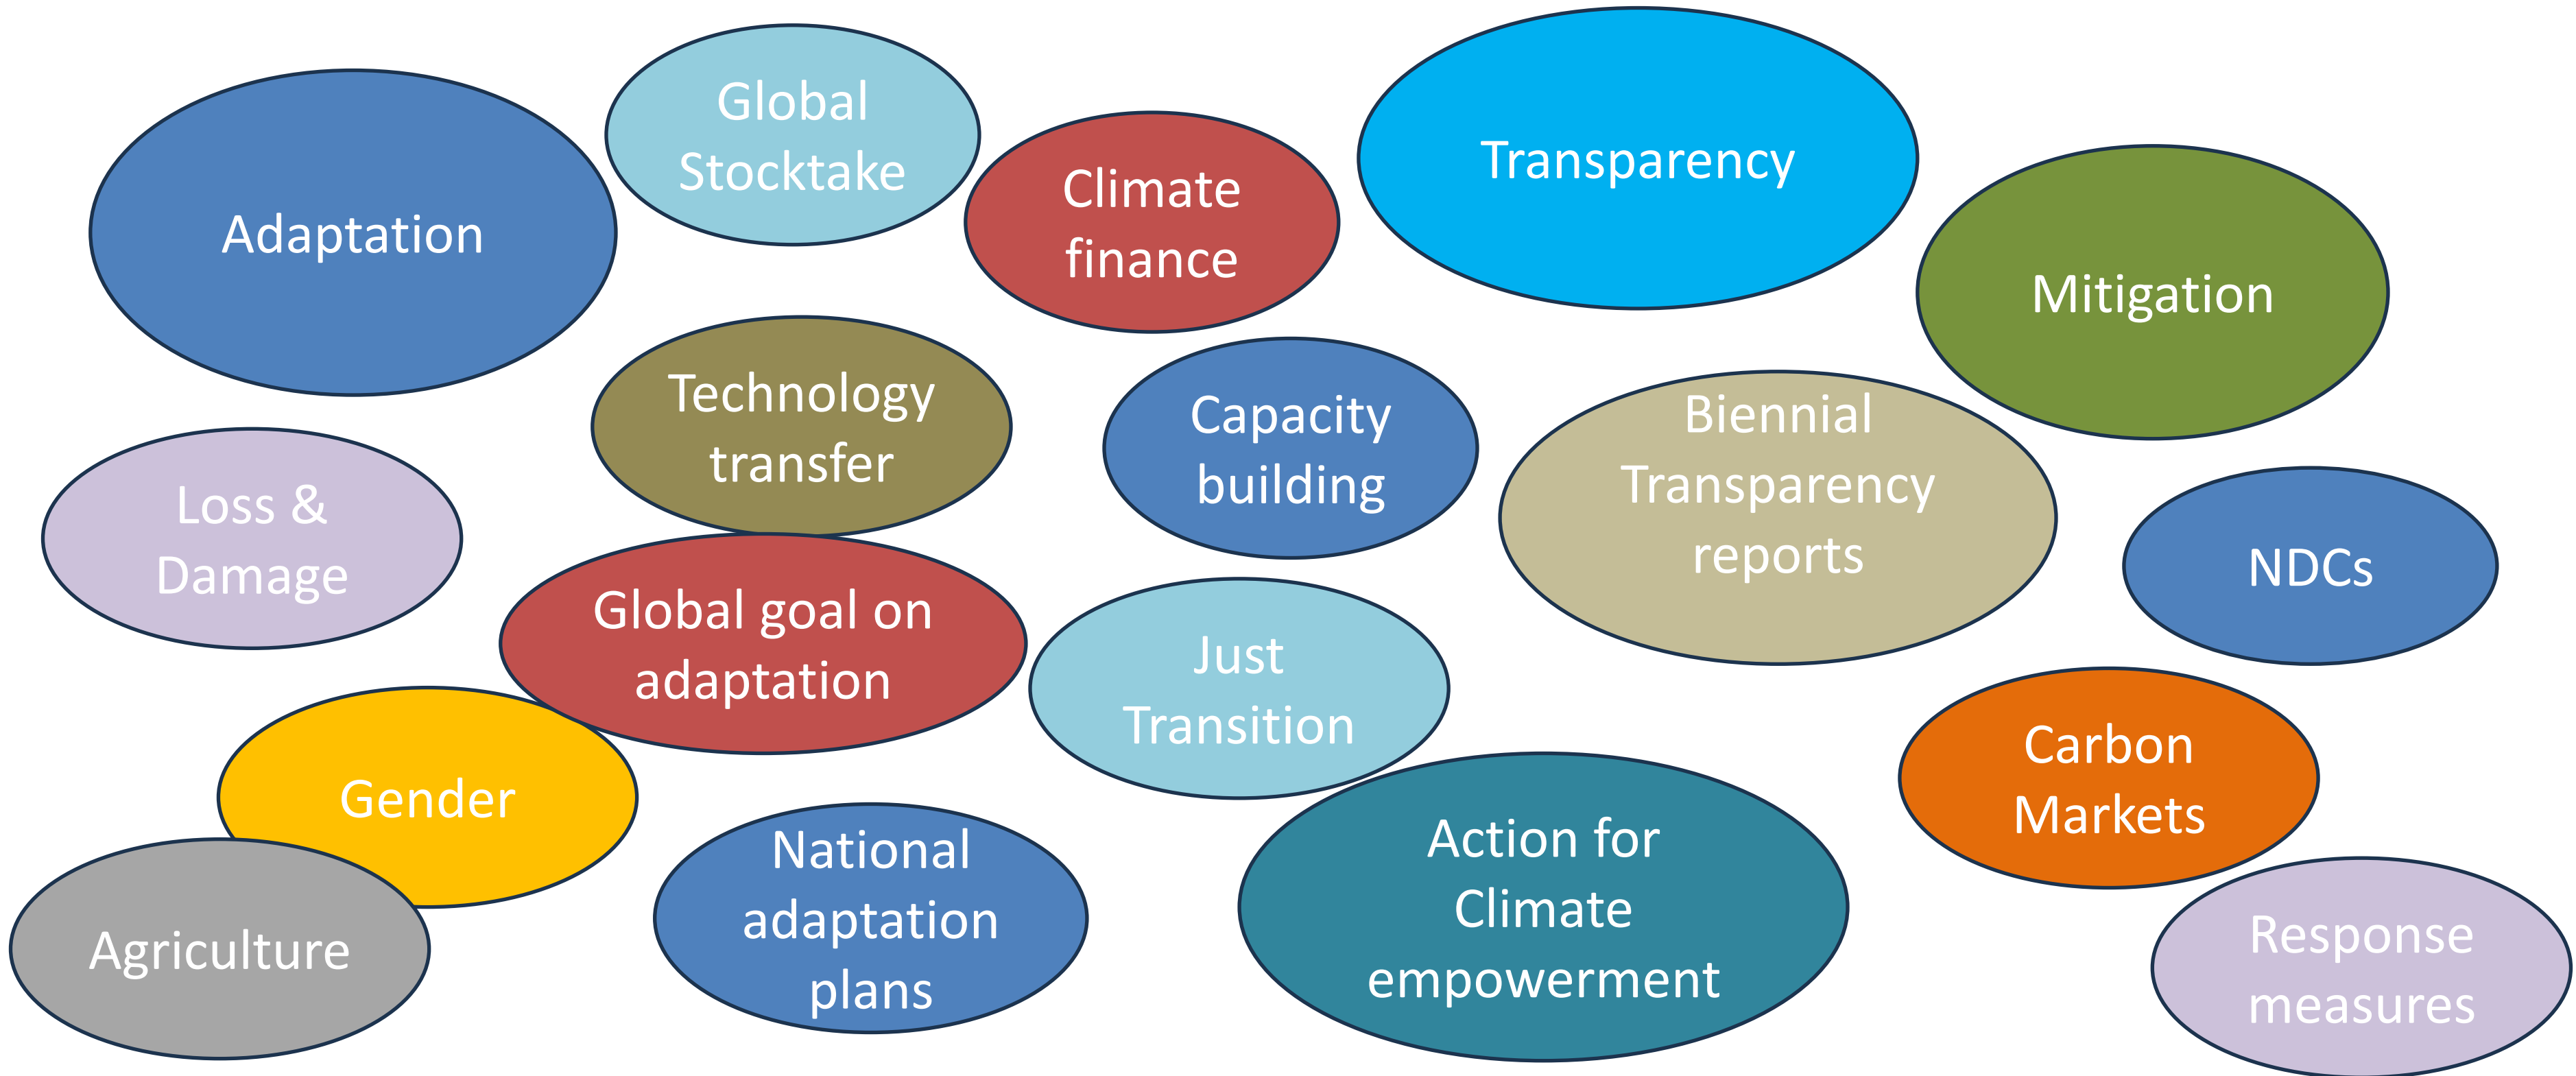 Adaptation
Global
Stocktake
Climate
finance
Transparency
Mitigation
Technology
transfer
Capacity
building
Biennial
Transparency
reports
Loss &
Damage
NDCs
Global goal on
adaptation
Just
Transition
Carbon
Markets
Gender
National
adaptation
plans
Action for
Climate
empowerment
Agriculture
Response
measures